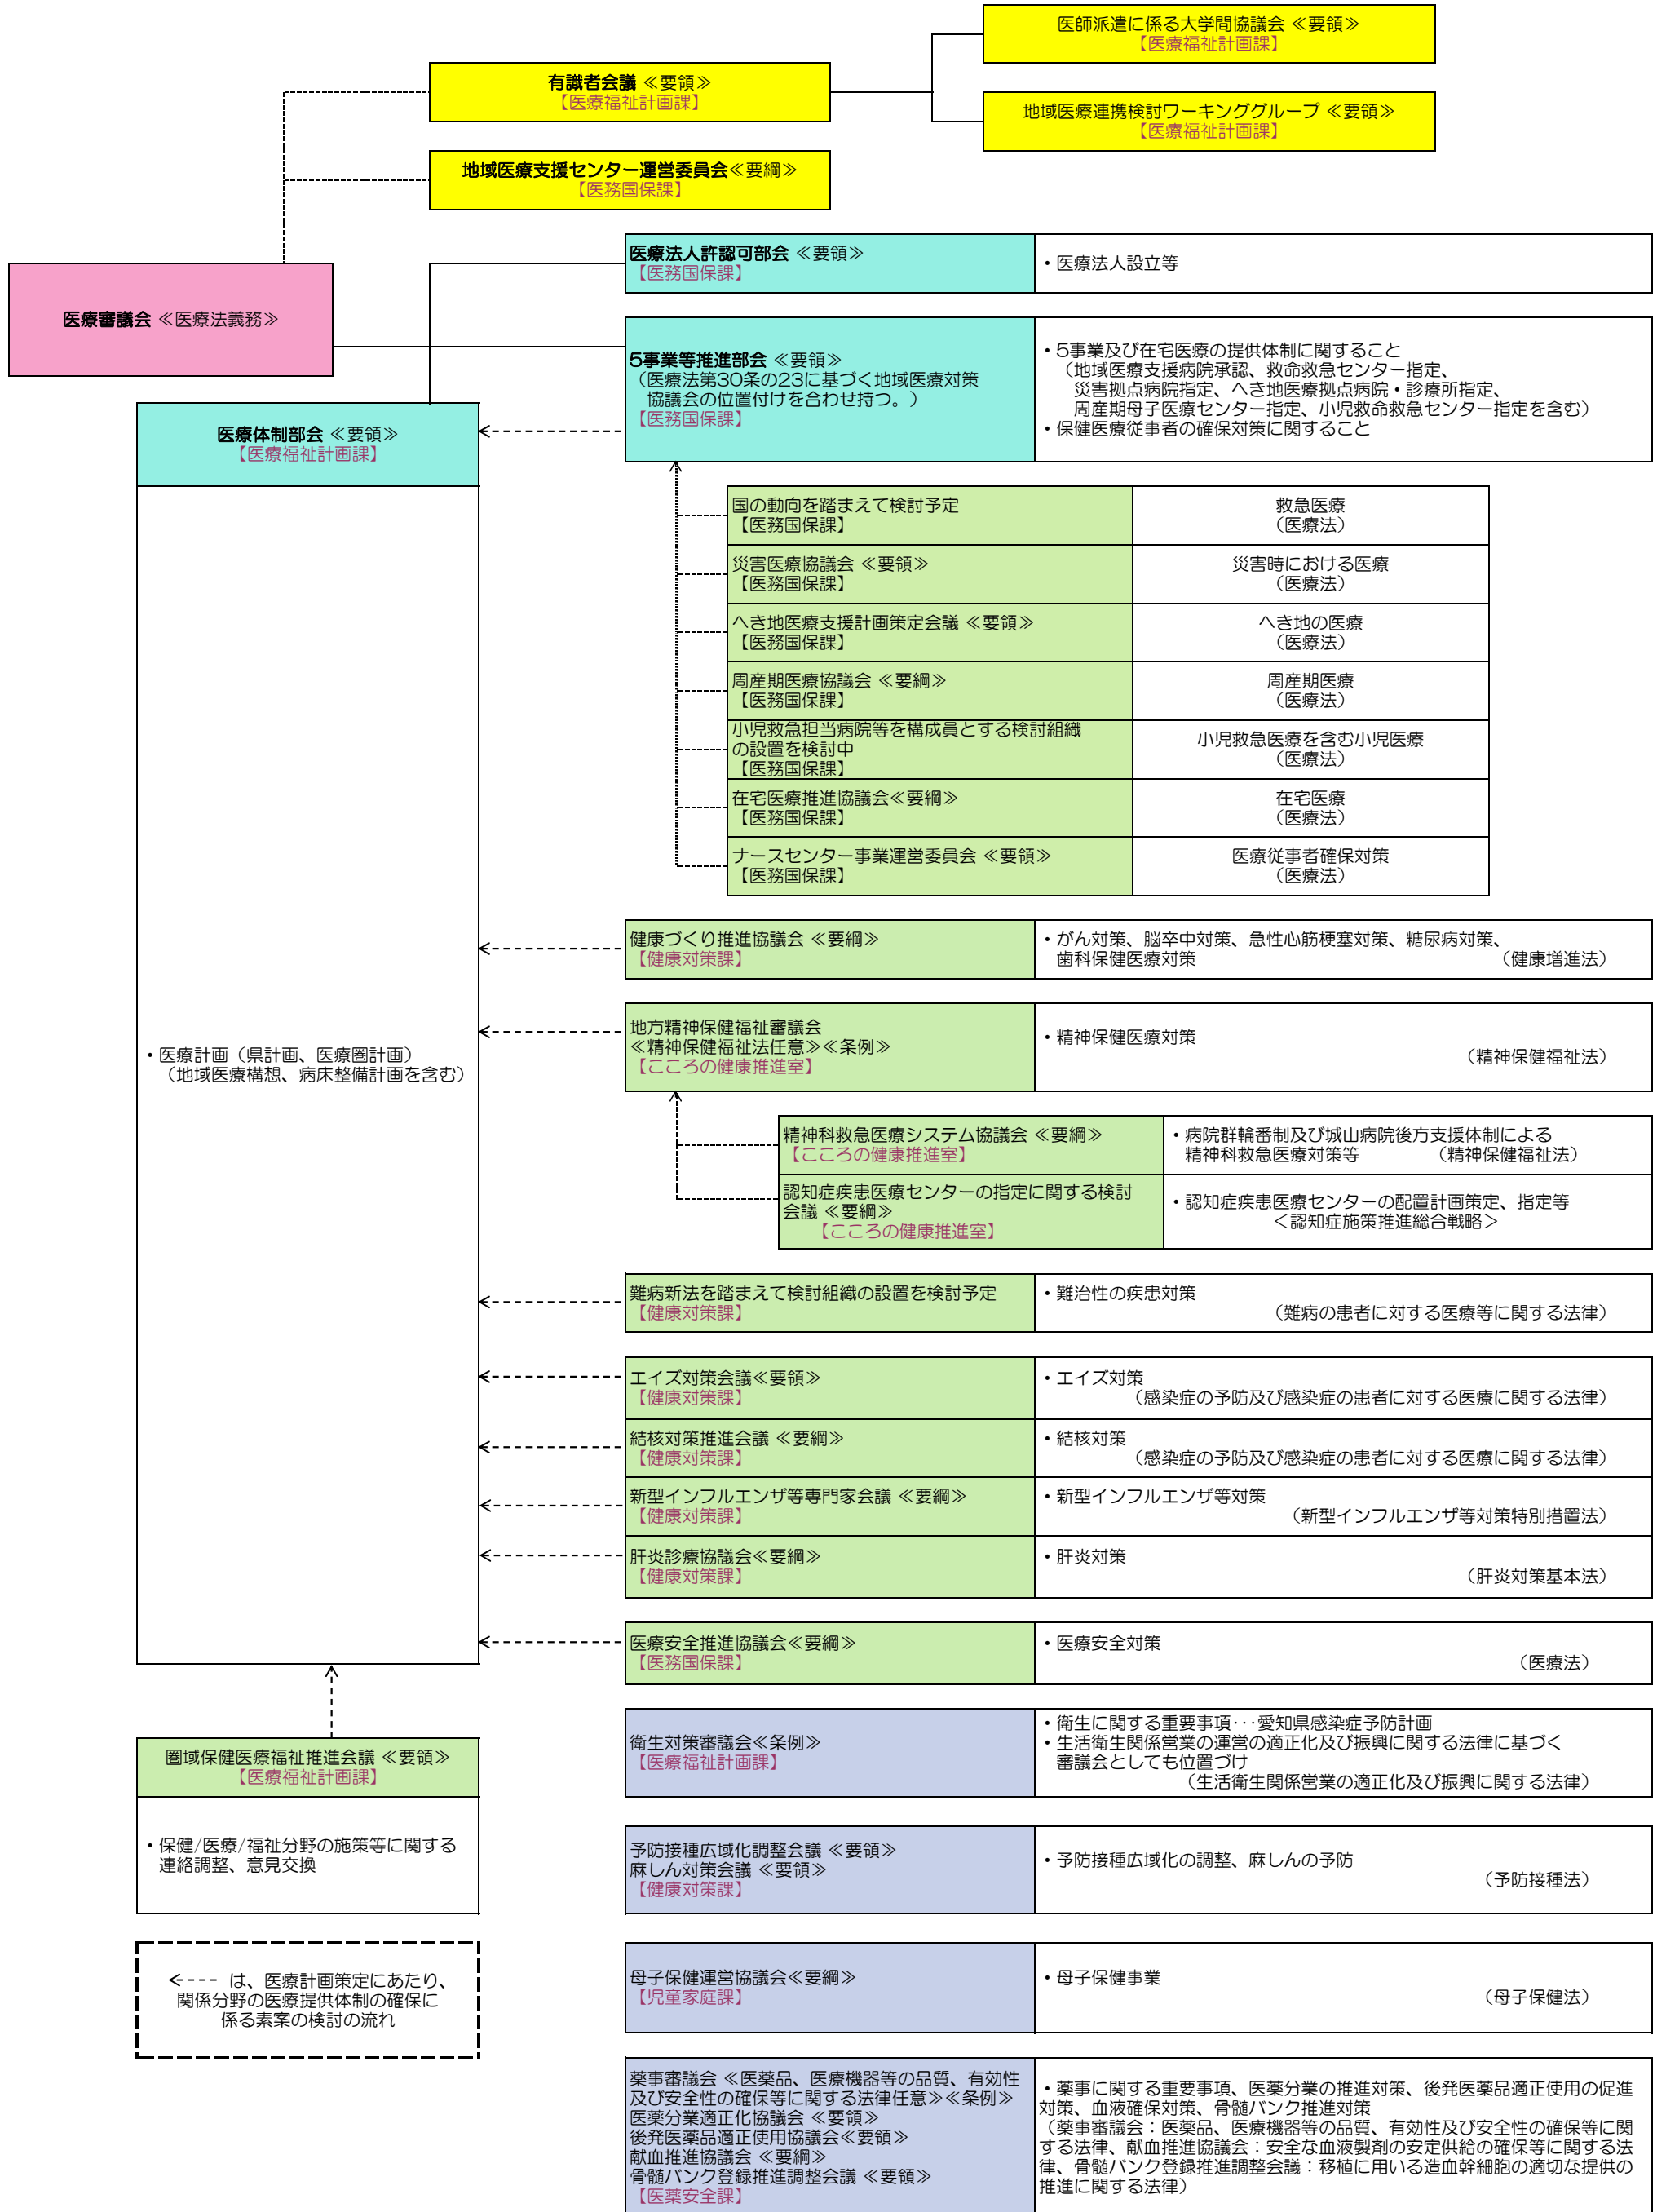 医師派遣に係る大学間協議会 ≪要領≫
【医療福祉計画課】
有識者会議 ≪要領≫
【医療福祉計画課】
地域医療連携検討ワーキンググループ ≪要領≫
【医療福祉計画課】
地域医療支援センター運営委員会≪要綱≫
【医務国保課】
医療法人許認可部会 ≪要領≫
【医務国保課】
・医療法人設立等
医療審議会 ≪医療法義務≫
5事業等推進部会 ≪要領≫
（医療法第30条の23に基づく地域医療対策
協議会の位置付けを合わせ持つ。）
【医務国保課】
・5事業及び在宅医療の提供体制に関すること
（地域医療支援病院承認、救命救急センター指定、
災害拠点病院指定、へき地医療拠点病院・診療所指定、
周産期母子医療センター指定、小児救命救急センター指定を含む）
・保健医療従事者の確保対策に関すること
医療体制部会 ≪要領≫
【医療福祉計画課】
国の動向を踏まえて検討予定
【医務国保課】
救急医療
（医療法）
災害医療協議会 ≪要領≫
【医務国保課】
災害時における医療
（医療法）
へき地医療支援計画策定会議 ≪要領≫
【医務国保課】
へき地の医療
（医療法）
周産期医療協議会 ≪要綱≫
【医務国保課】
周産期医療
（医療法）
小児救急担当病院等を構成員とする検討組織
の設置を検討中
【医務国保課】
小児救急医療を含む小児医療
（医療法）
在宅医療推進協議会≪要綱≫
【医務国保課】
在宅医療
（医療法）
ナースセンター事業運営委員会 ≪要領≫
【医務国保課】
医療従事者確保対策
（医療法）
健康づくり推進協議会 ≪要綱≫
【健康対策課】
・がん対策、脳卒中対策、急性心筋梗塞対策、糖尿病対策、
歯科保健医療対策 （健康増進法）
地方精神保健福祉審議会
≪精神保健福祉法任意≫≪条例≫
【こころの健康推進室】
・精神保健医療対策
（精神保健福祉法）
・医療計画（県計画、医療圏計画）
（地域医療構想、病床整備計画を含む）
精神科救急医療システム協議会 ≪要綱≫
【こころの健康推進室】
・病院群輪番制及び城山病院後方支援体制による
精神科救急医療対策等 （精神保健福祉法）
認知症疾患医療センターの指定に関する検討
会議 ≪要綱≫
【こころの健康推進室】
・認知症疾患医療センターの配置計画策定、指定等
＜認知症施策推進総合戦略＞
難病新法を踏まえて検討組織の設置を検討予定
【健康対策課】
・難治性の疾患対策
（難病の患者に対する医療等に関する法律）
エイズ対策会議≪要領≫
【健康対策課】
・エイズ対策
（感染症の予防及び感染症の患者に対する医療に関する法律）
結核対策推進会議 ≪要綱≫
【健康対策課】
・結核対策
（感染症の予防及び感染症の患者に対する医療に関する法律）
新型インフルエンザ等専門家会議 ≪要綱≫
【健康対策課】
・新型インフルエンザ等対策
（新型インフルエンザ等対策特別措置法）
肝炎診療協議会≪要綱≫
【健康対策課】
・肝炎対策
（肝炎対策基本法）
医療安全推進協議会≪要綱≫
【医務国保課】
・医療安全対策
（医療法）
衛生対策審議会≪条例≫
【医療福祉計画課】
・衛生に関する重要事項･･･愛知県感染症予防計画
・生活衛生関係営業の運営の適正化及び振興に関する法律に基づく
審議会としても位置づけ
（生活衛生関係営業の適正化及び振興に関する法律）
圏域保健医療福祉推進会議 ≪要領≫
【医療福祉計画課】
・保健/医療/福祉分野の施策等に関する
連絡調整、意見交換
予防接種広域化調整会議 ≪要領≫
麻しん対策会議 ≪要領≫
【健康対策課】
・予防接種広域化の調整、麻しんの予防
（予防接種法）
は、医療計画策定にあたり、
関係分野の医療提供体制の確保に
係る素案の検討の流れ
母子保健運営協議会≪要綱≫
【児童家庭課】
・母子保健事業
（母子保健法）
薬事審議会 ≪医薬品、医療機器等の品質、有効性
及び安全性の確保等に関する法律任意≫≪条例≫
医薬分業適正化協議会 ≪要領≫
後発医薬品適正使用協議会≪要領≫
献血推進協議会 ≪要綱≫
骨髄バンク登録推進調整会議 ≪要領≫
【医薬安全課】
・薬事に関する重要事項、医薬分業の推進対策、後発医薬品適正使用の促進
対策、血液確保対策、骨髄バンク推進対策
（薬事審議会：医薬品、医療機器等の品質、有効性及び安全性の確保等に関
する法律、献血推進協議会：安全な血液製剤の安定供給の確保等に関する法
律、骨髄バンク登録推進調整会議：移植に用いる造血幹細胞の適切な提供の
推進に関する法律）